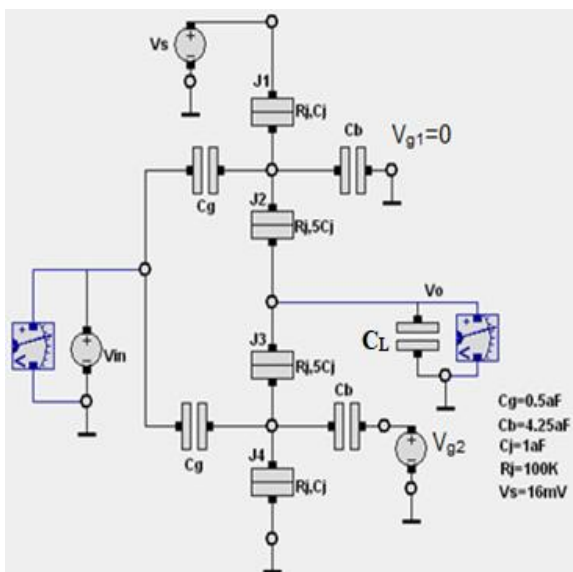 Vs
J1
Rj,Cj
Cb
Vg1=0
Cg
J2
Rj,5Cj
Vin
Vo
CL
J3
Rj,5Cj
Cb
Cg
Vg2
J4
Rj,Cj
Cg=0.5aF
Cb=4.25aF
Cj=1aF
Rj=100K
Vs=16mV